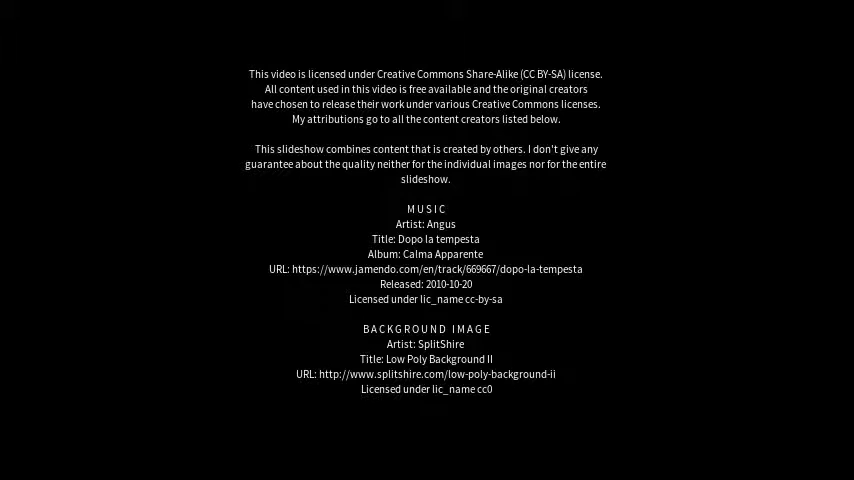 This video is licensed under Creative Commons Share-Alike (CC BY-SA) license.
All content used in this video is free available and the original creators
have chosen to release their work under various Creative Commons licenses.
My attributions go to all the content creators listed below.
This slideshow combines content that is created by others. I don't give any
guarantee about the quality neither for the individual images nor for the entire
slideshow.
MUSIC
Artist: Angus
Title: Dopo la tempesta
Album: Calma Apparente
URL: https://www.jamendo.com/en/track/669667/dopo-la-tempesta
Released: 2010-10-20
Licensed under lic_name cc-by-sa
BACKGROUND IMAGE
Artist: SplitShire
Title: Low Poly Background II
URL: http://www.splitshire.com/low-poly-background-ii
Licensed under lic_name cc0